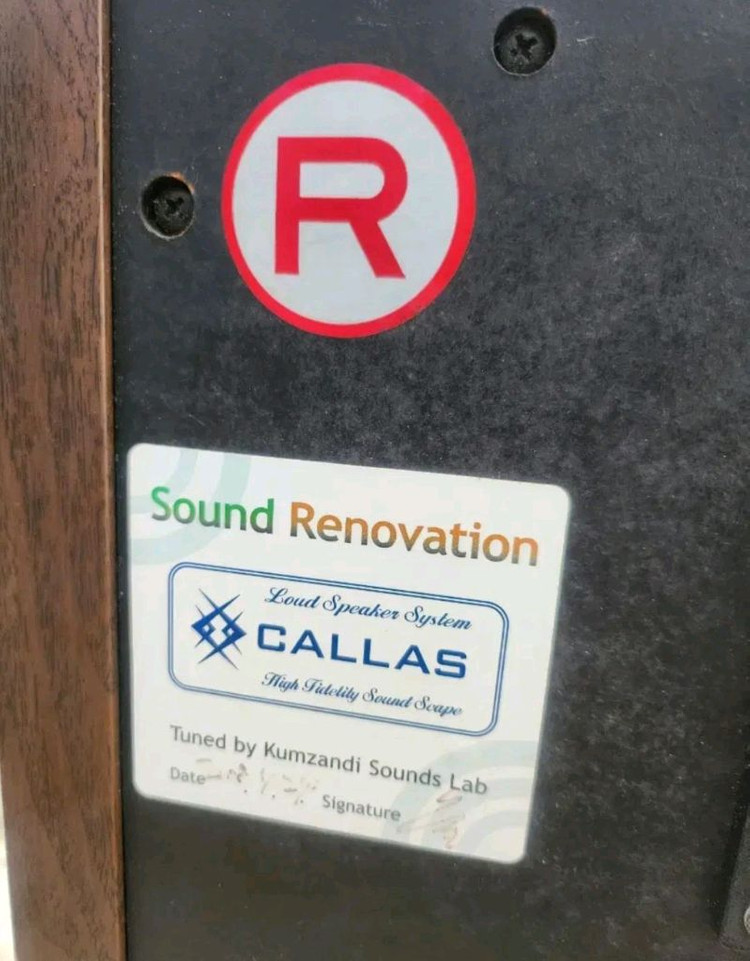 R
Sound Renovation
Loud Speaker System
CALLAS
High Fidelity Sound Scape
Tuned by Kumzandi Sounds Lab
Date
Signature